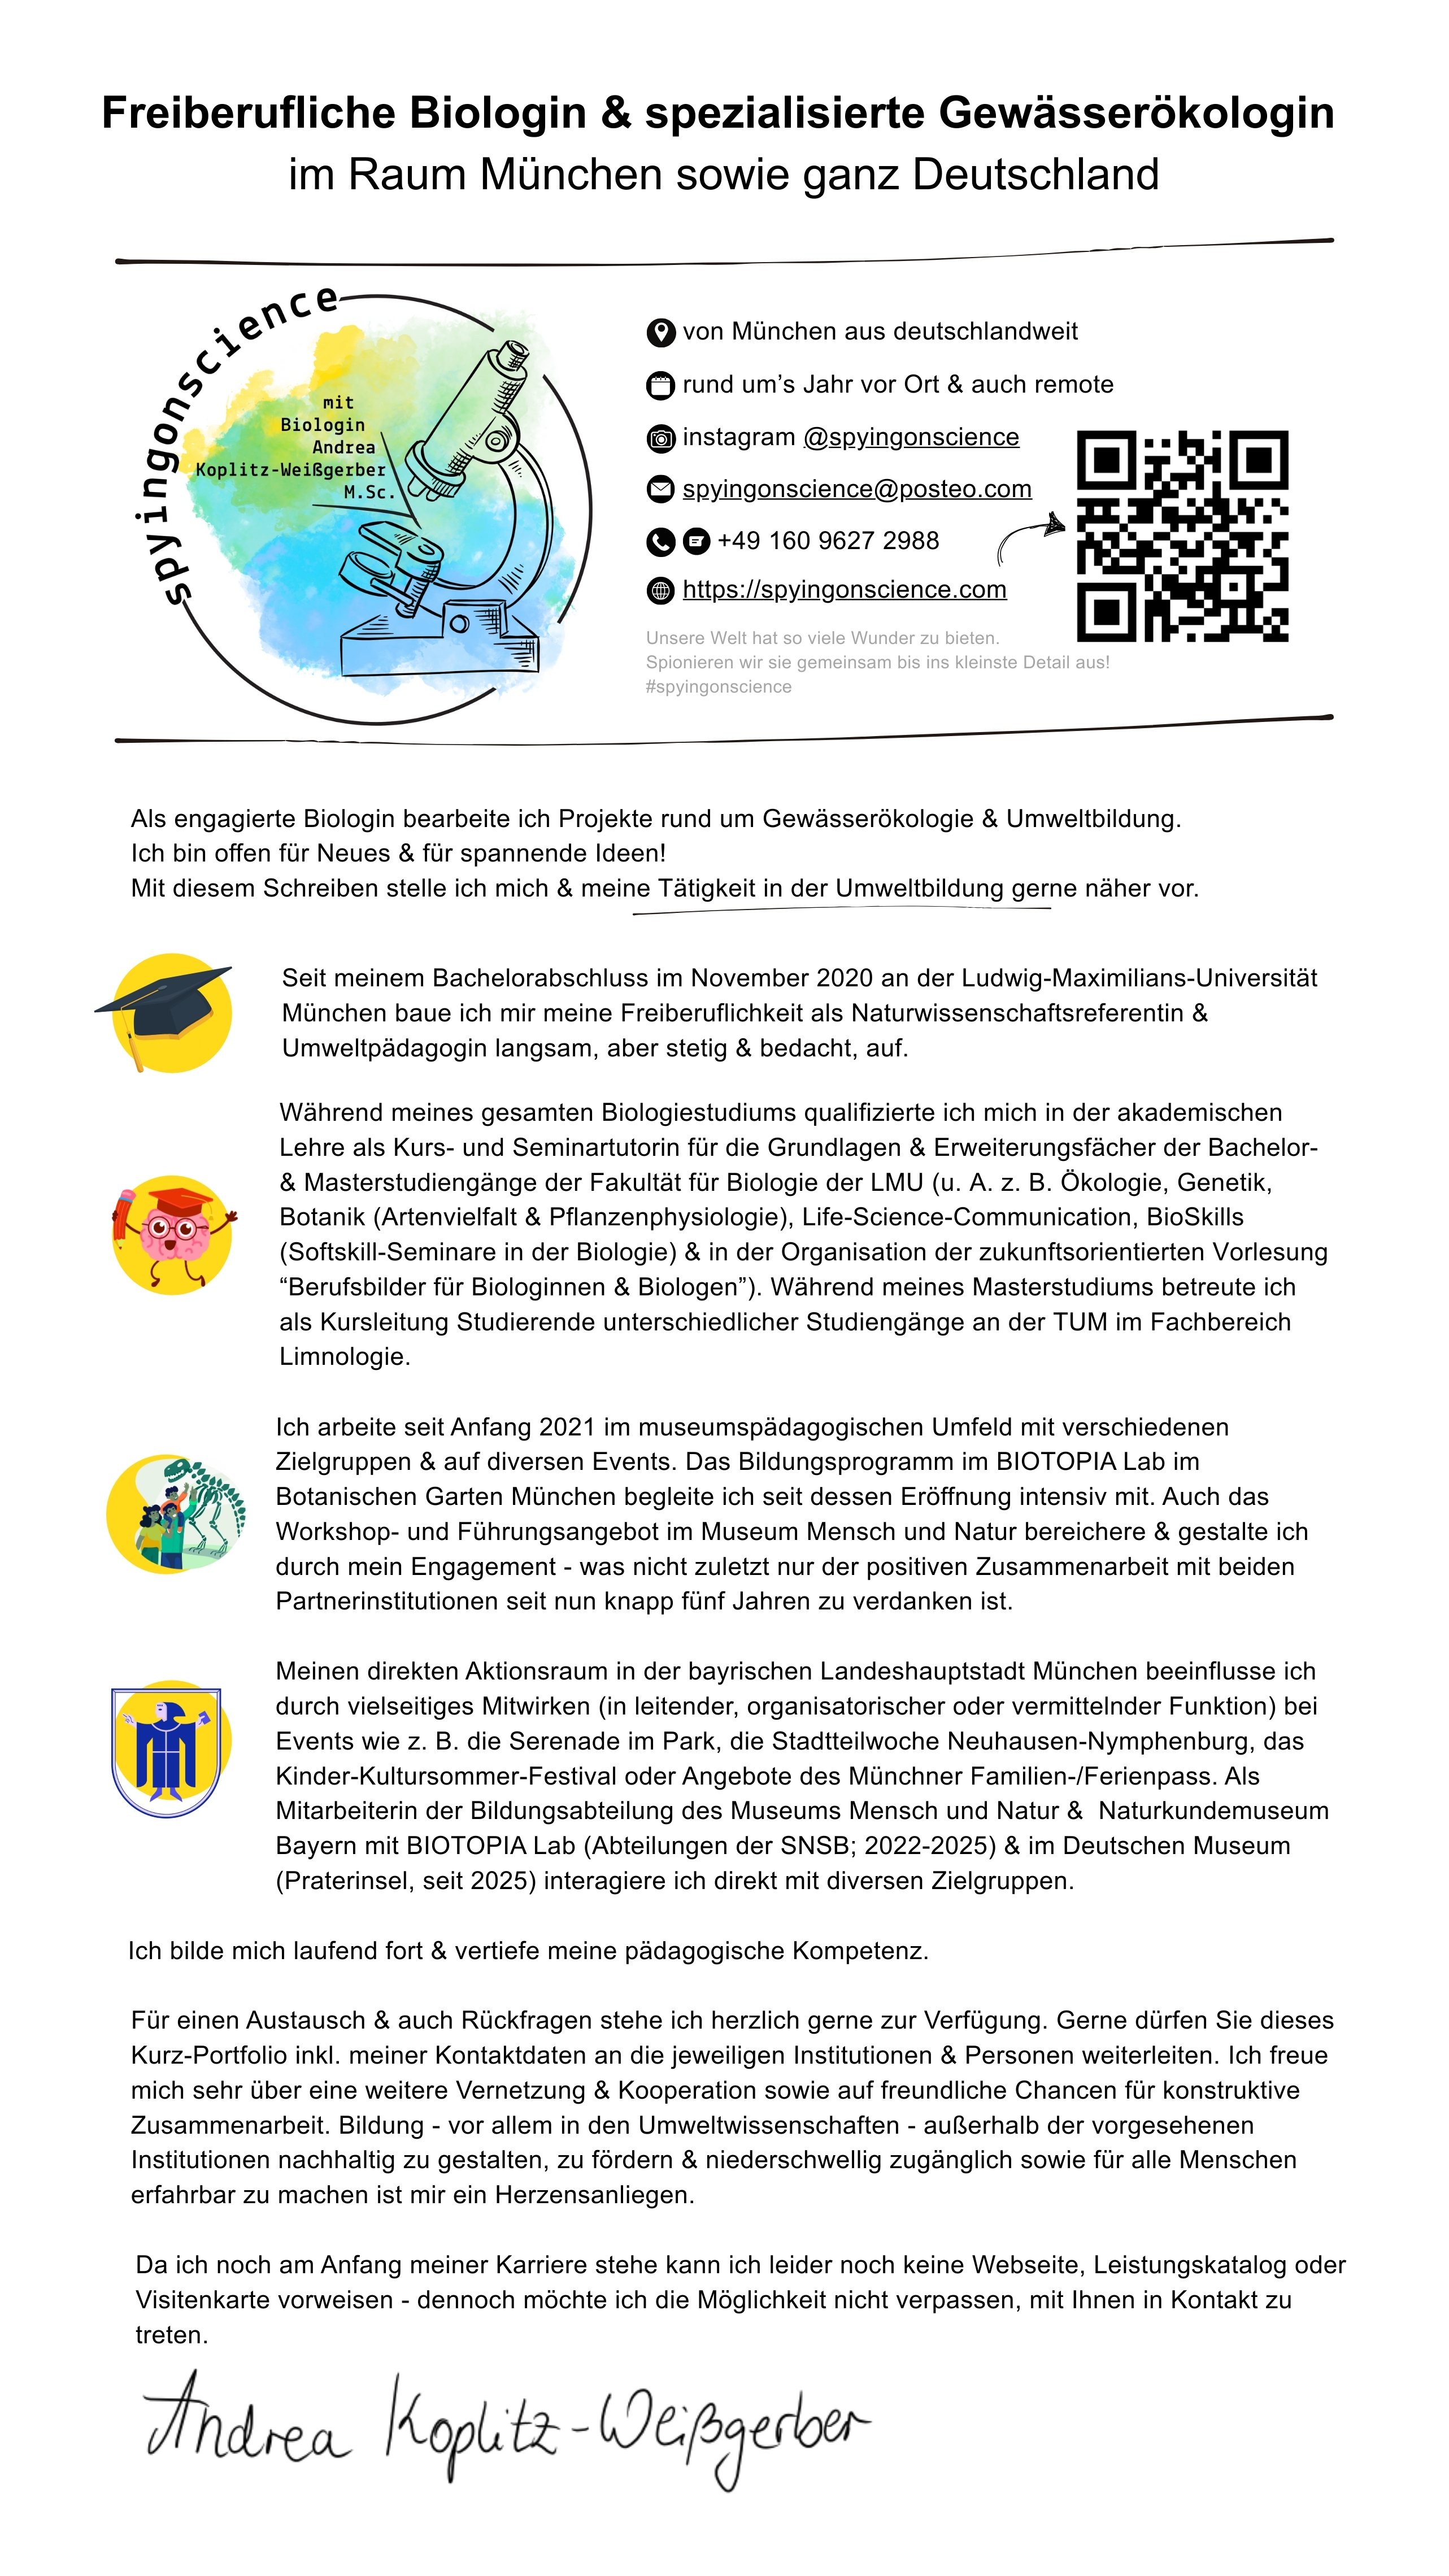 Freiberufliche Biologin & spezialisierte Gewässerökologin
im Raum München sowie ganz Deutschland
spyingonscience
mit
Biologin
Andrea
Koplitz-Weißgerber
M.Sc.
von München aus deutschlandweit
rund um’s Jahr vor Ort & auch remote
instagram @spyingonscience
spyingonscience@posteo.com
+49 160 9627 2988
https://spyingonscience.com
Unsere Welt hat so viele Wunder zu bieten.
Spionieren wir sie gemeinsam bis ins kleinste Detail aus!
#spyingonscience
Als engagierte Biologin bearbeite ich Projekte rund um Gewässerökologie & Umweltbildung.
Ich bin offen für Neues & für spannende Ideen!
Mit diesem Schreiben stelle ich mich & meine Tätigkeit in der Umweltbildung gerne näher vor.
Seit meinem Bachelorabschluss im November 2020 an der Ludwig-Maximilians-Universität
München baue ich mir meine Freiberuflichkeit als Naturwissenschaftsreferentin &
Umweltpädagogin langsam, aber stetig & bedacht, auf.
Während meines gesamten Biologiestudiums qualifizierte ich mich in der akademischen
Lehre als Kurs- und Seminartutorin für die Grundlagen & Erweiterungsfächer der Bachelor-
& Masterstudiengänge der Fakultät für Biologie der LMU (u. A. z. B. Ökologie, Genetik,
Botanik (Artenvielfalt & Pflanzenphysiologie), Life-Science-Communication, BioSkills
(Softskill-Seminare in der Biologie) & in der Organisation der zukunftsorientierten Vorlesung
“Berufsbilder für Biologinnen & Biologen”). Während meines Masterstudiums betreute ich
als Kursleitung Studierende unterschiedlicher Studiengänge an der TUM im Fachbereich
Limnologie.
Ich arbeite seit Anfang 2021 im museumspädagogischen Umfeld mit verschiedenen
Zielgruppen & auf diversen Events. Das Bildungsprogramm im BIOTOPIA Lab im
Botanischen Garten München begleite ich seit dessen Eröffnung intensiv mit. Auch das
Workshop- und Führungsangebot im Museum Mensch und Natur bereichere & gestalte ich
durch mein Engagement - was nicht zuletzt nur der positiven Zusammenarbeit mit beiden
Partnerinstitutionen seit nun knapp fünf Jahren zu verdanken ist.
Meinen direkten Aktionsraum in der bayrischen Landeshauptstadt München beeinflusse ich
durch vielseitiges Mitwirken (in leitender, organisatorischer oder vermittelnder Funktion) bei
Events wie z. B. die Serenade im Park, die Stadtteilwoche Neuhausen-Nymphenburg, das
Kinder-Kultursommer-Festival oder Angebote des Münchner Familien-/Ferienpass. Als
Mitarbeiterin der Bildungsabteilung des Museums Mensch und Natur &  Naturkundemuseum
Bayern mit BIOTOPIA Lab (Abteilungen der SNSB; 2022-2025) & im Deutschen Museum
(Praterinsel, seit 2025) interagiere ich direkt mit diversen Zielgruppen.
Ich bilde mich laufend fort & vertiefe meine pädagogische Kompetenz.
Für einen Austausch & auch Rückfragen stehe ich herzlich gerne zur Verfügung. Gerne dürfen Sie dieses
Kurz-Portfolio inkl. meiner Kontaktdaten an die jeweiligen Institutionen & Personen weiterleiten. Ich freue
mich sehr über eine weitere Vernetzung & Kooperation sowie auf freundliche Chancen für konstruktive
Zusammenarbeit. Bildung - vor allem in den Umweltwissenschaften - außerhalb der vorgesehenen
Institutionen nachhaltig zu gestalten, zu fördern & niederschwellig zugänglich sowie für alle Menschen
erfahrbar zu machen ist mir ein Herzensanliegen.
Da ich noch am Anfang meiner Karriere stehe kann ich leider noch keine Webseite, Leistungskatalog oder
Visitenkarte vorweisen - dennoch möchte ich die Möglichkeit nicht verpassen, mit Ihnen in Kontakt zu
treten.
Andrea Koplitz-Weißgerber